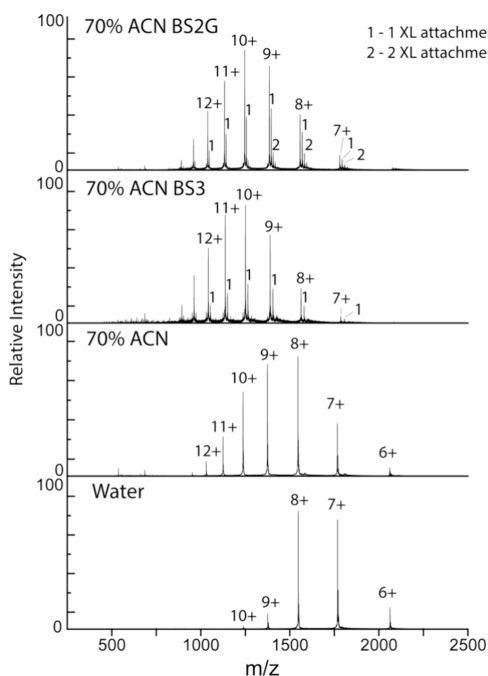 100
70% ACN BS2G
1 - 1 XL attachme
2 - 2 XL attachme
12+ 11+ 10+ 9+ 8+ 7+
1 1 1 1 2 1 2 1 2
0
100
70% ACN BS3
12+ 11+ 10+ 9+ 8+ 7+
1 1 1 1 1 1
0
100
70% ACN
12+ 11+ 10+ 9+ 8+ 7+ 6+
0
100
Water
10+ 9+ 8+ 7+ 6+
0
Relative Intensity
500 1000 1500 2000 2500
m/z